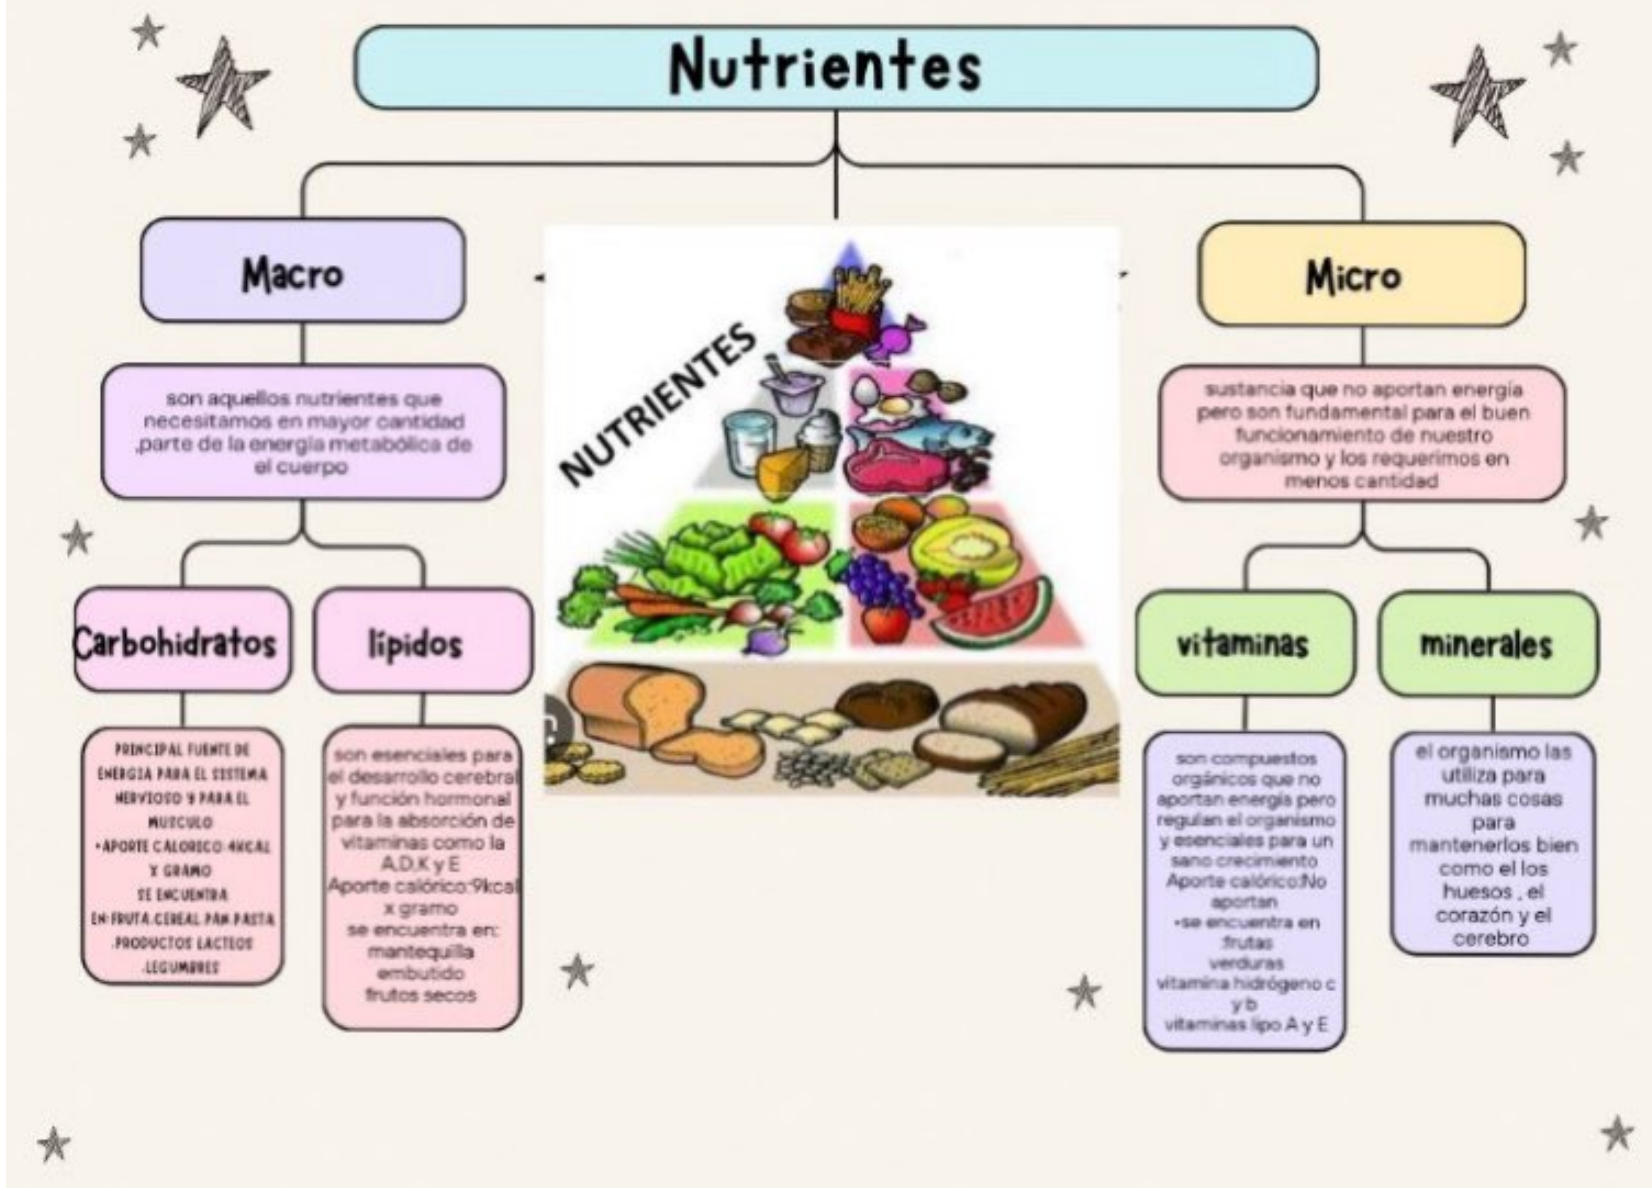 Nutrientes
Macro
Micro
NUTRIENTES
son aquellos nutrientes que
necesitamos en mayor cantidad
,parte de la energía metabólica de
el cuerpo
sustancia que no aportan energía
pero son fundamental para el buen
funcionamiento de nuestro
organismo y los requerimos en
menos cantidad
Carbohidratos
lípidos
vitaminas
minerales
PRINCIPAL FUENTE DE
ENERGIA PARA EL SISTEMA
NERVIOSO Y PARA EL
MUSCULO
•APORTE CALORICO:4KCAL
X GRAMO
SE ENCUENTRA
EN:FRUTA,CEREAL,PAN,PASTA
,PRODUCTOS LACTEOS
,LEGUMBRES
son esenciales para
el desarrollo cerebral
y función hormonal
para la absorción de
vitaminas como la
A,D,K y E
Aporte calórico:9kcal
x gramo
se encuentra en:
mantequilla
embutido
frutos secos
son compuestos
orgánicos que no
aportan energía pero
regulan el organismo
y esenciales para un
sano crecimiento
Aporte calórico:No
aportan
•se encuentra en
:frutas
verduras
vitamina hidrógeno c
y b
vitaminas lipo A y E
el organismo las
utiliza para
muchas cosas
para
mantenerlos bien
como el los
huesos , el
corazón y el
cerebro